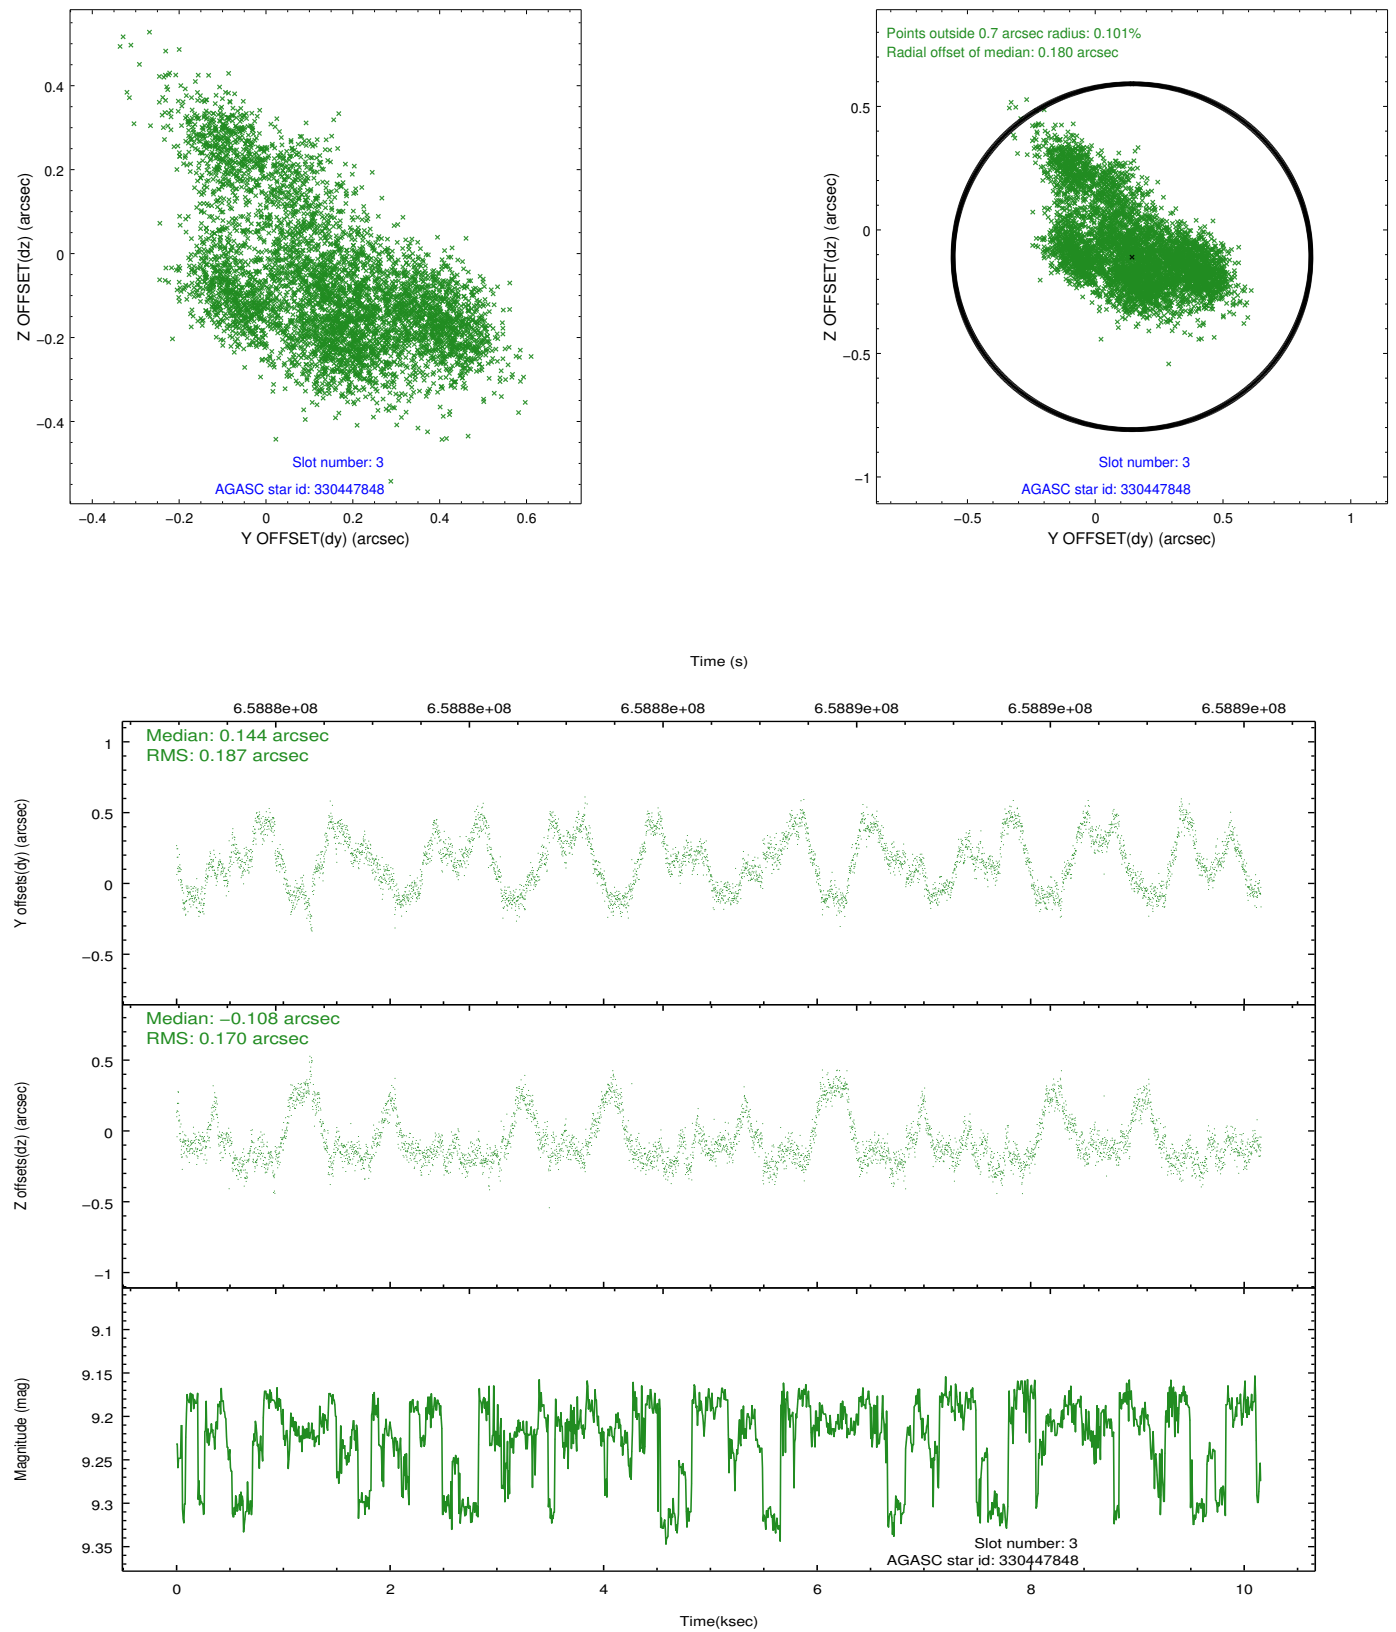 0.4
0.2
0
−0.2
−0.4
Z OFFSET(dz) (arcsec)
Slot number: 3
AGASC star id: 330447848
−0.4 −0.2 0 0.2 0.4 0.6
Y OFFSET(dy) (arcsec)
Points outside 0.7 arcsec radius: 0.101%
Radial offset of median: 0.180 arcsec
0.5
0
−0.5
−1
Z OFFSET(dz) (arcsec)
Slot number: 3
AGASC star id: 330447848
−0.5 0 0.5 1
Y OFFSET(dy) (arcsec)
Time (s)
6.5888e+08 6.5888e+08 6.5888e+08 6.5889e+08 6.5889e+08 6.5889e+08
Median: 0.144 arcsec
RMS: 0.187 arcsec
1
0.5
0
−0.5
Y offsets(dy) (arcsec)
Median: −0.108 arcsec
RMS: 0.170 arcsec
0.5
0
−0.5
−1
Z offsets(dz) (arcsec)
9.1
9.15
9.2
9.25
9.3
9.35
Magnitude (mag)
Slot number: 3
AGASC star id: 330447848
0 2 4 6 8 10
Time(ksec)